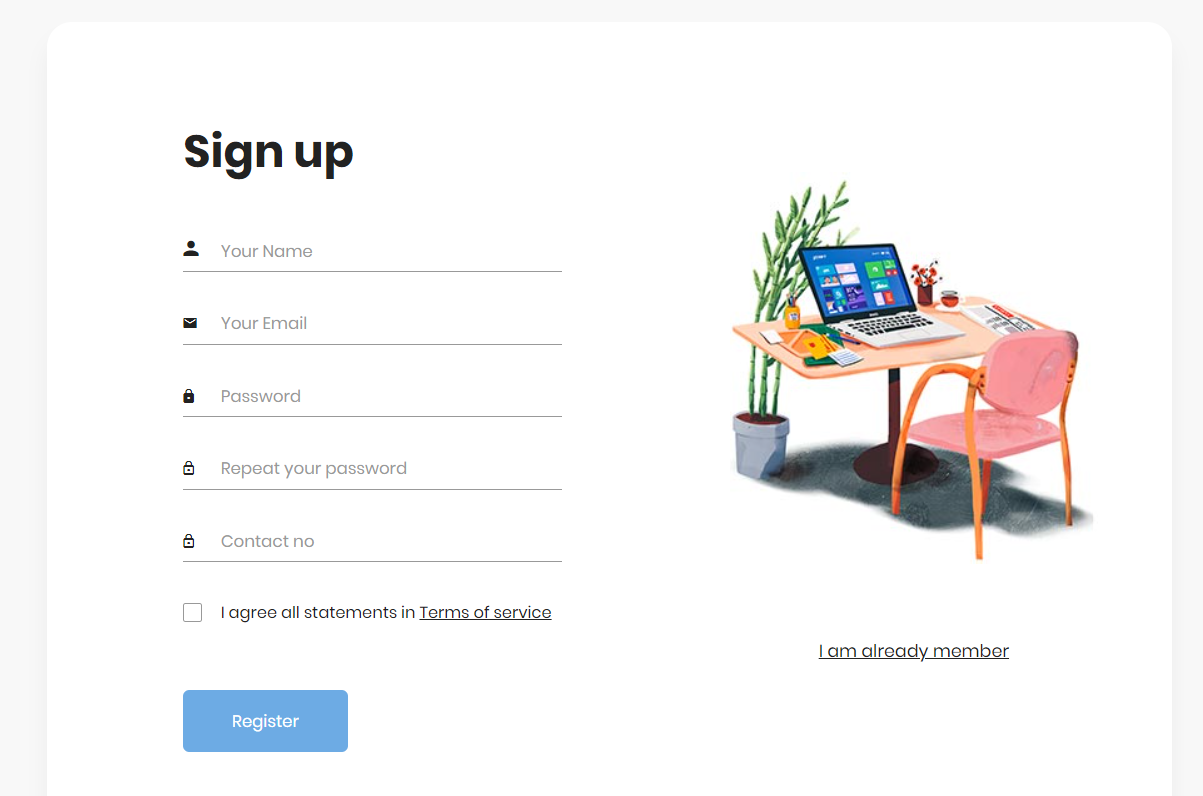 Sign up
Your Name
Your Email
Password
Repeat your password
Contact no
I agree all statements in Terms of service
I am already member
Register